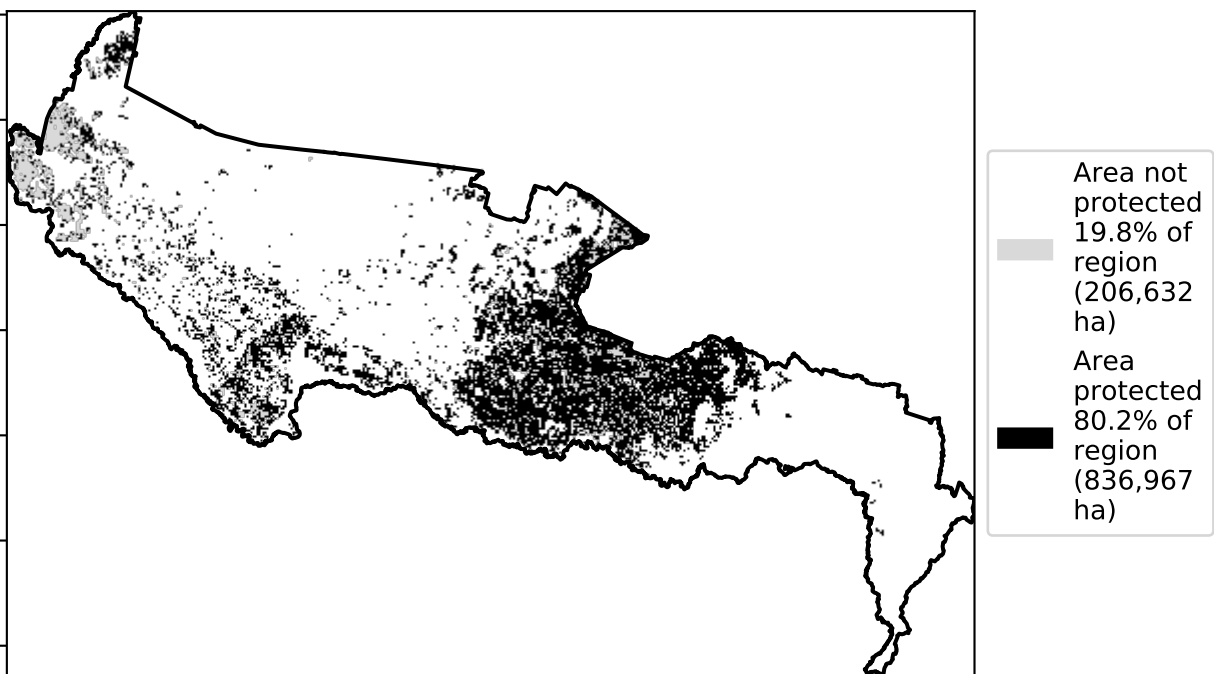 Area not
protected
19.8% of
region
(206,632
ha)
Area
protected
80.2% of
region
(836,967
ha)